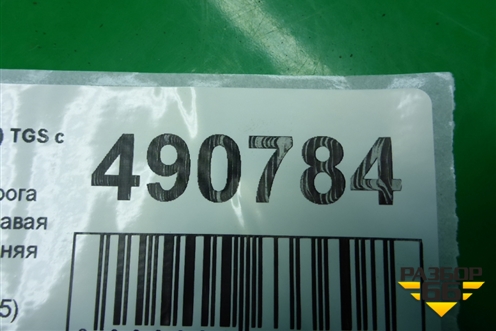 ) TGS с
490784
рога
авая
няя
5)
РАЗБОР